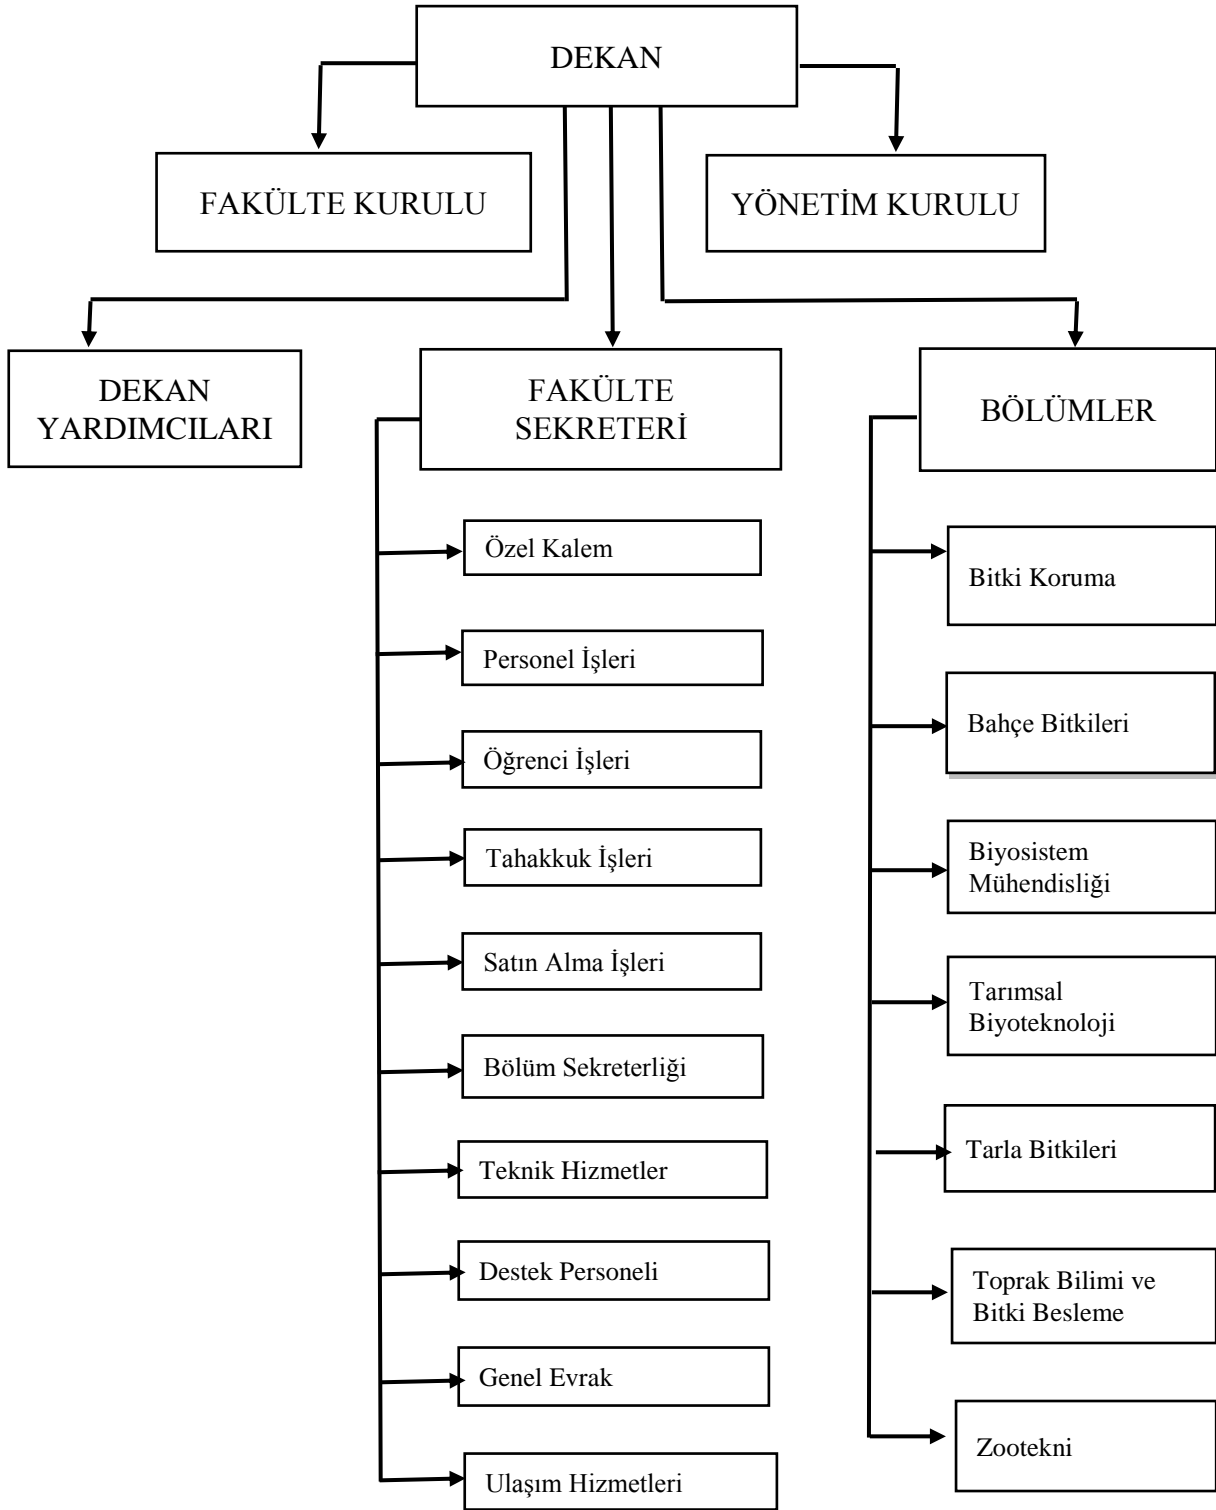 DEKAN
FAKÜLTE KURULU
YÖNETİM KURULU
DEKAN
YARDIMCILARI
FAKÜLTE
SEKRETERİ
BÖLÜMLER
Özel Kalem
Personel İşleri
Öğrenci İşleri
Tahakkuk İşleri
Satın Alma İşleri
Bölüm Sekreterliği
Teknik Hizmetler
Destek Personeli
Genel Evrak
Ulaşım Hizmetleri
Bitki Koruma
Bahçe Bitkileri
Biyosistem
Mühendisliği
Tarımsal
Biyoteknoloji
Tarla Bitkileri
Toprak Bilimi ve
Bitki Besleme
Zootekni